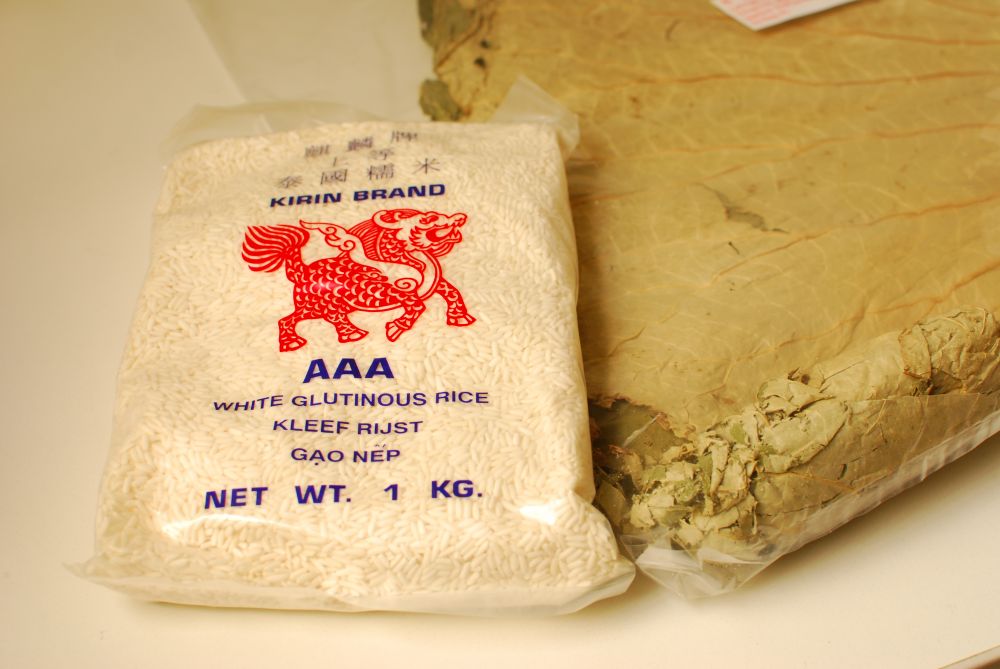 麒麟牌
上等
泰國糯米
KIRIN BRAND
AAA
WHITE GLUTINOUS RICE
KLEEF RIJST
GẠO NẾP
NET WT. 1 KG.